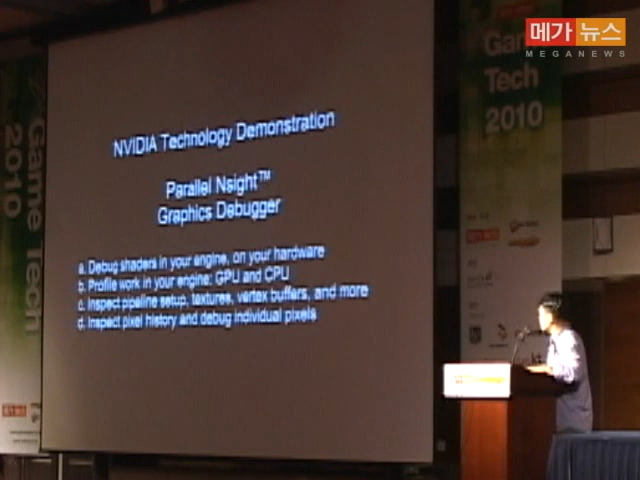 메가 뉴스
MEGANEWS
Game Tech
2010
Game
Tech
2010
NVIDIA Technology Demonstration
Parallel Nsight™
Graphics Debugger
a. Debug shaders in your engine, on your hardware
b. Profile work in your engine: GPU and CPU
c. Inspect pipeline setup, textures, vertex buffers, and more
d. Inspect pixel history and debug individual pixels